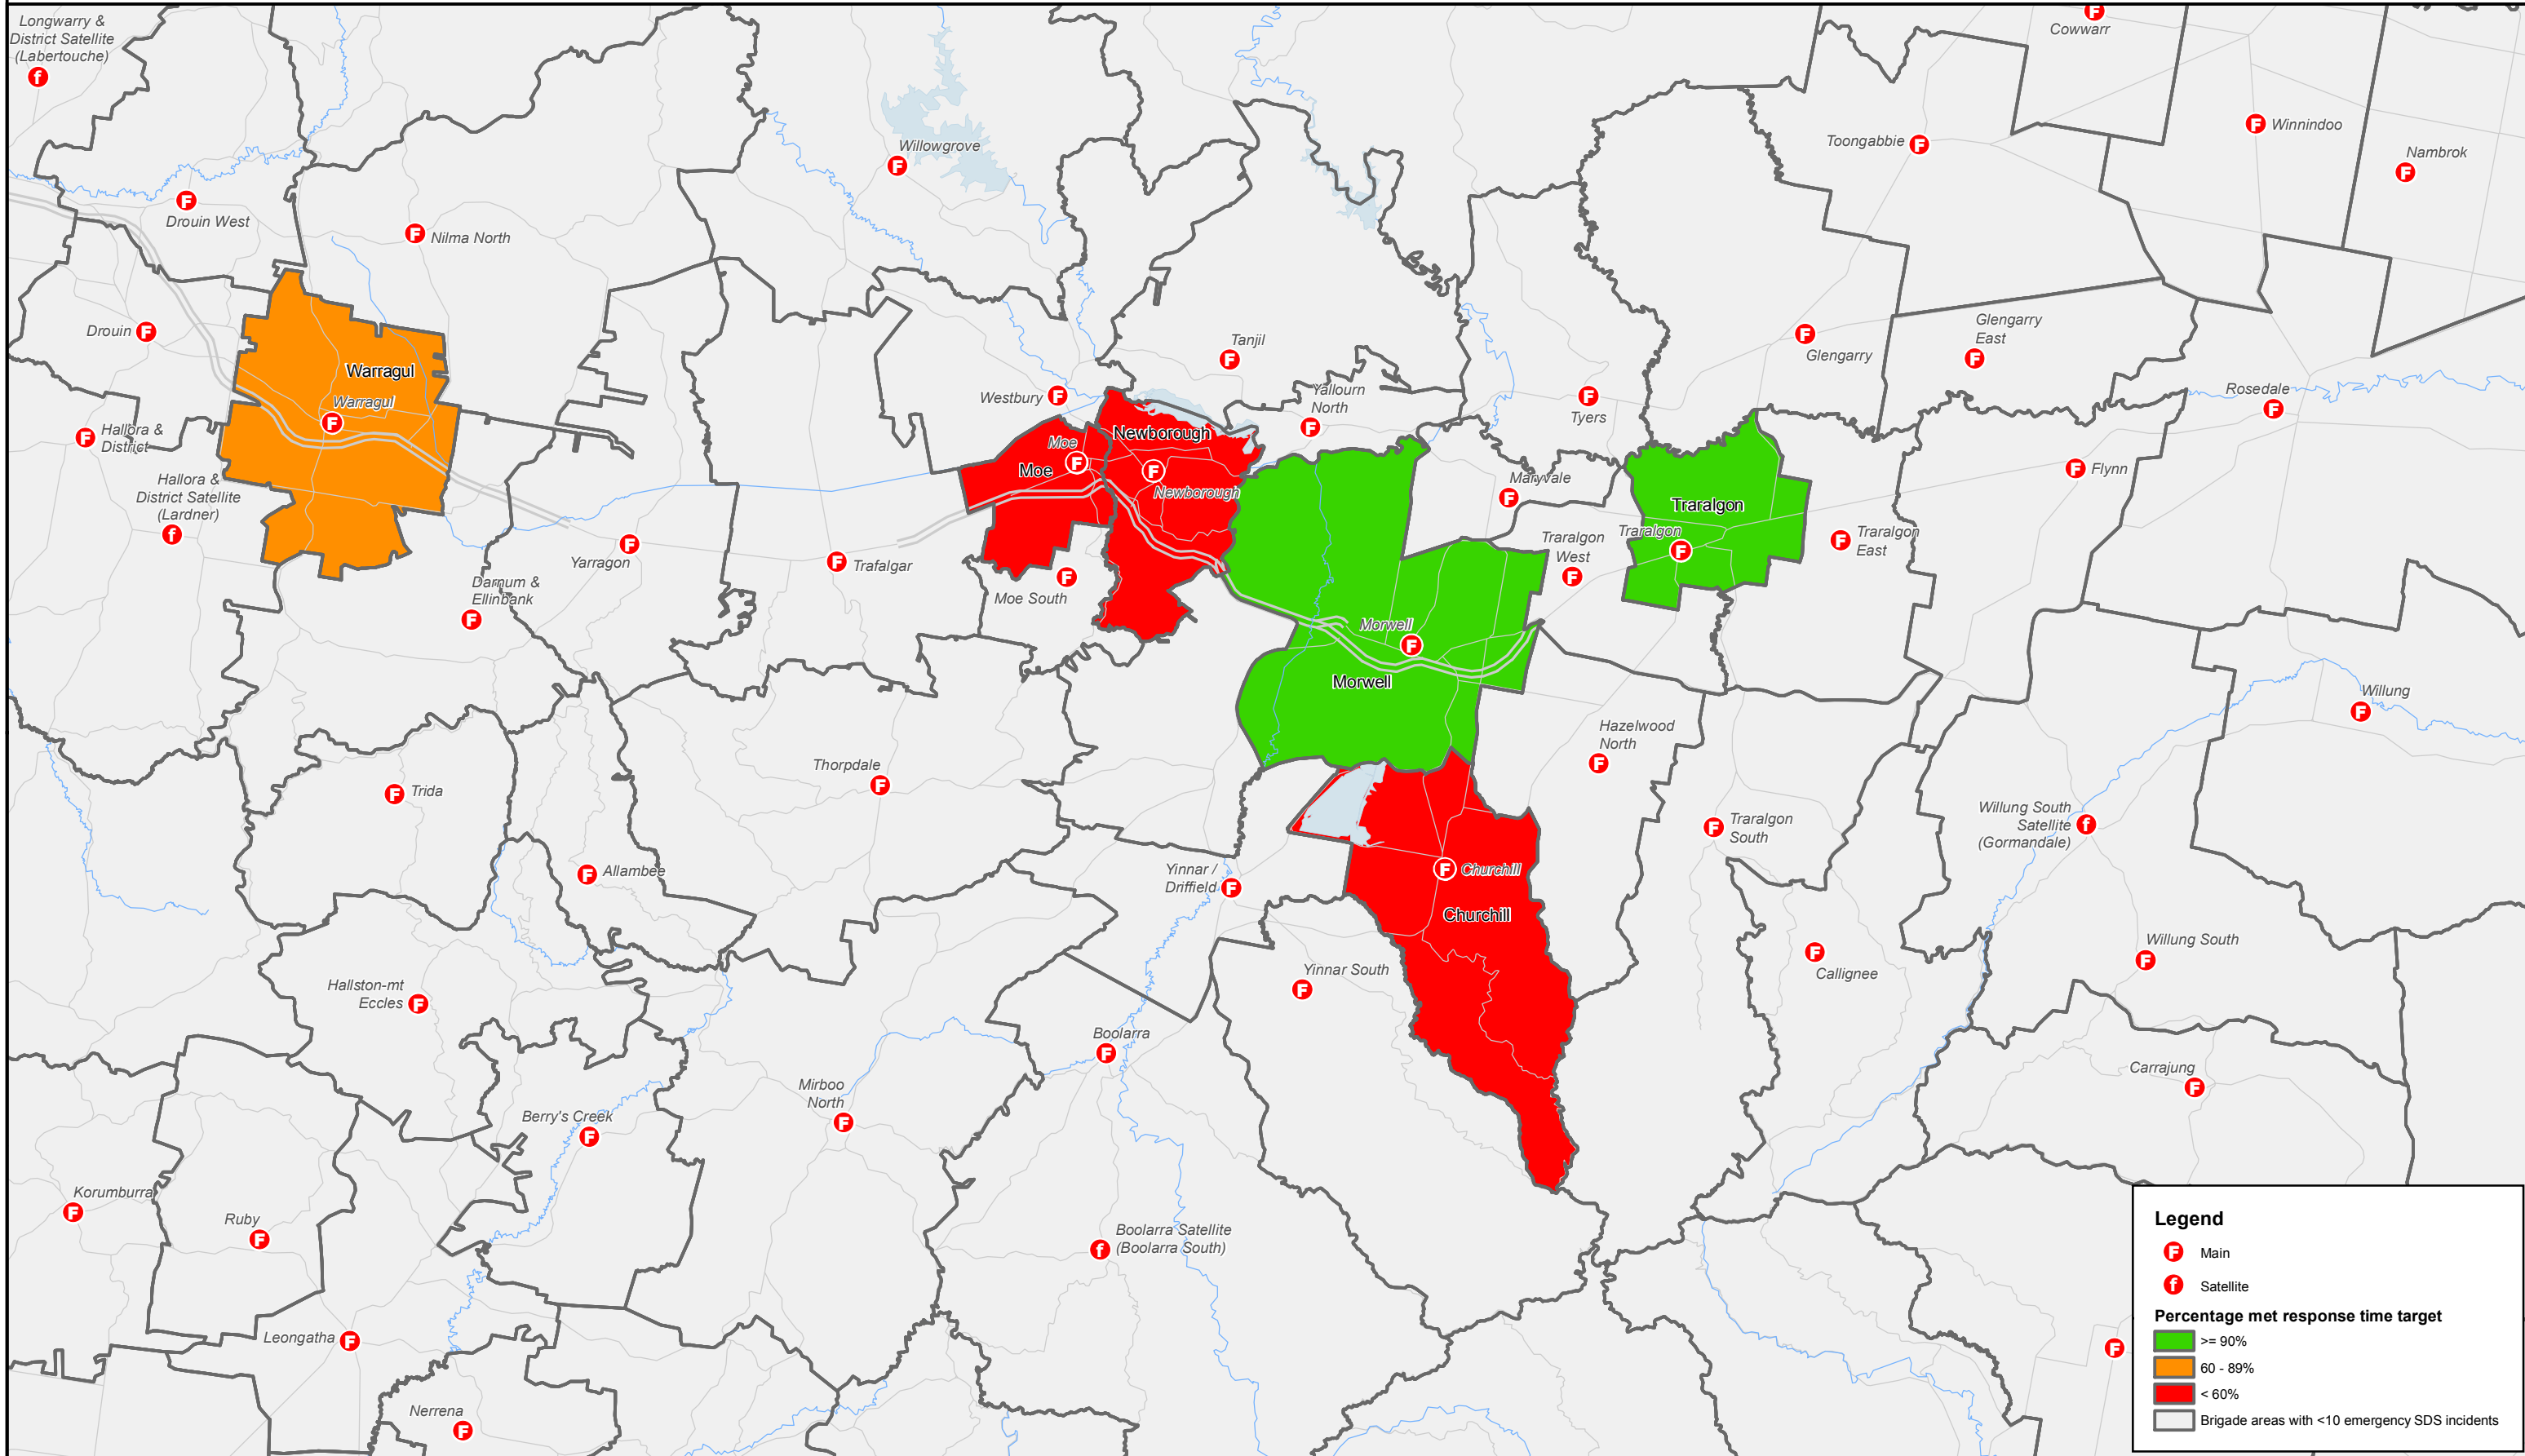 Longwarry &
District Satellite
(Labertouche)
Cowwarr
Willowgrove
Toongabbie
Winnindoo
Nambrok
Drouin West
Nilma North
Drouin
Warragul
Warragul
Tanjil
Glengarry
Glengarry
East
Westbury
Yallourn
North
Tyers
Rosedale
Hallora &
District
Hallora &
District Satellite
(Lardner)
Moe
Moe
Newborough
Newborough
Maryvale
Flynn
Traralgon
Traralgon
Traralgon
West
Traralgon
East
Yarragon
Trafalgar
Moe South
Darnum &
Ellinbank
Morwell
Morwell
Willung
Hazelwood
North
Thorpdale
Trida
Traralgon
South
Willung South
Satellite
(Gormandale)
Allambee
Yinnar /
Driffield
Churchill
Churchill
Willung South
Callignee
Yinnar South
Hallston-mt
Eccles
Boolarra
Carrajung
Mirboo
North
Berry's Creek
Korumburra
Ruby
Boolarra Satellite
(Boolarra South)
Leongatha
Nerrena
Legend
F Main
f Satellite
Percentage met response time target
>= 90%
60 - 89%
< 60%
Brigade areas with <10 emergency SDS incidents